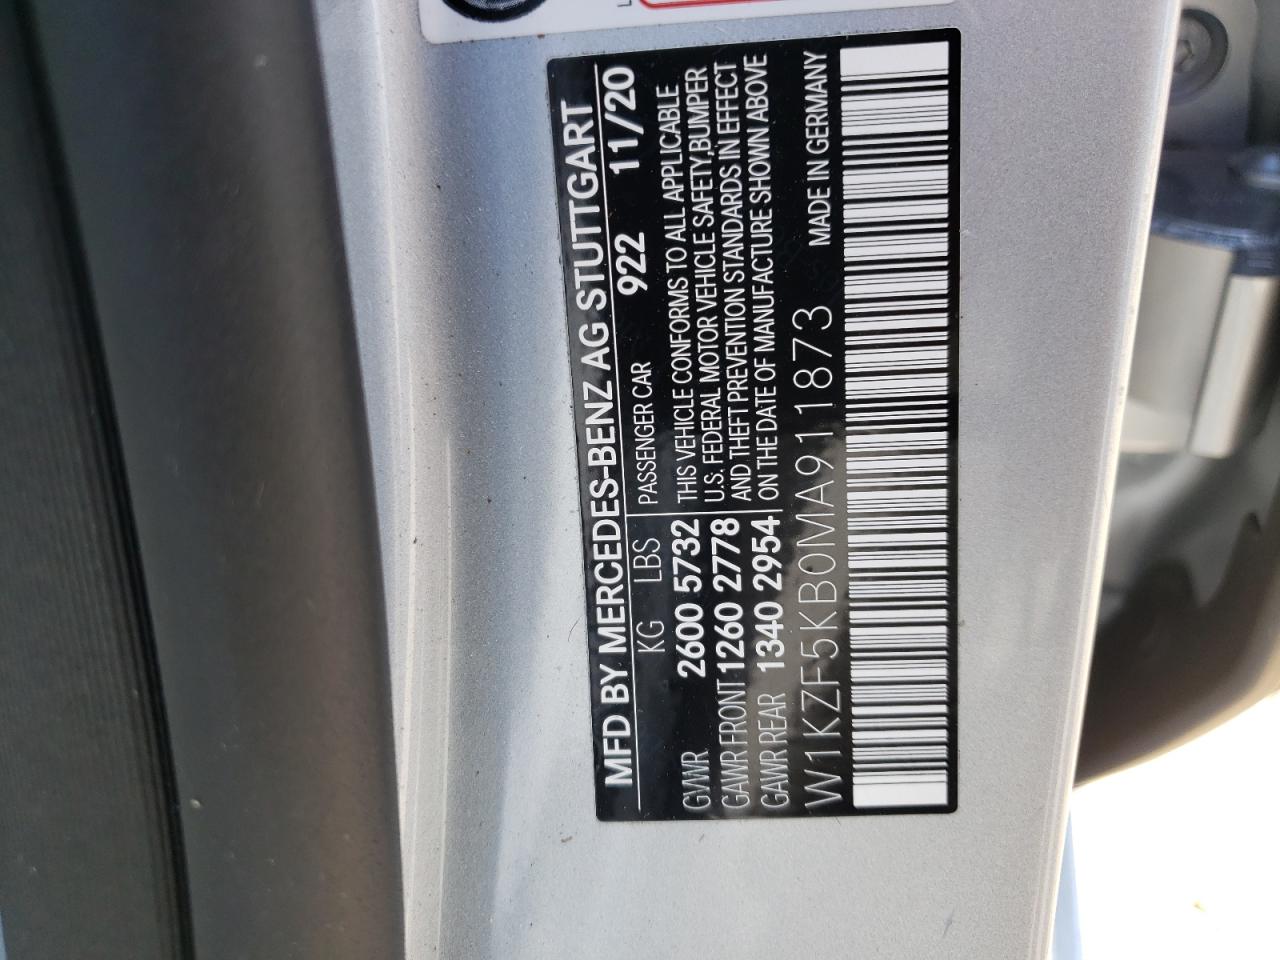 MFD BY MERCEDES-BENZ AG STUTTGART
KG LBS PASSENGER CAR 922 11/20
GVWR 2600 5732 THIS VEHICLE CONFORMS TO ALL APPLICABLE
GAWR FRONT 1260 2778 U.S. FEDERAL MOTOR VEHICLE SAFETY,BUMPER
AND THEFT PREVENTION STANDARDS IN EFFECT
GAWR REAR 1340 2954 ON THE DATE OF MANUFACTURE SHOWN ABOVE
W1KZF5KB0MA911873 MADE IN GERMANY